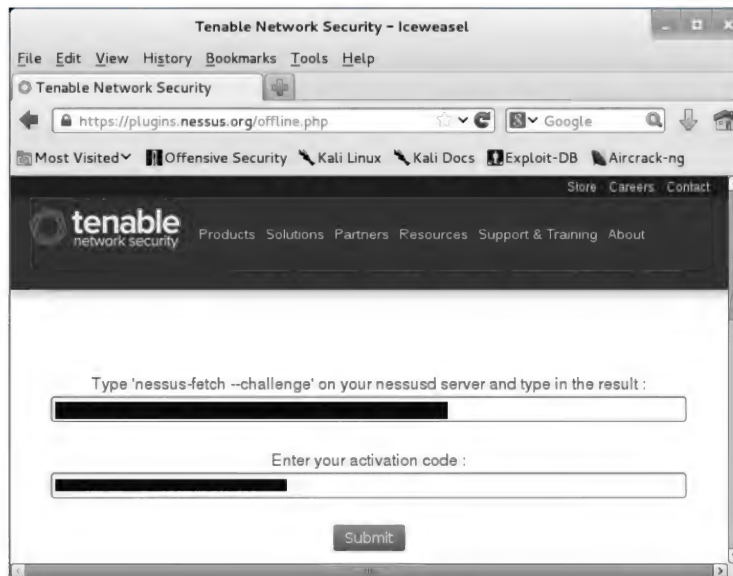 Tenable Network Security - Iceweasel
File Edit View History Bookmarks Tools Help
Tenable Network Security
https://plugins.nessus.org/offline.php
Google
Most Visited Offensive Security Kali Linux Kali Docs Exploit-DB Aircrack-ng
Store Careers Contact
tenable
network security
Products Solutions Partners Resources Support & Training About
Type 'nessus-fetch --challenge' on your nessusd server and type in the result :
Enter your activation code :
Submit